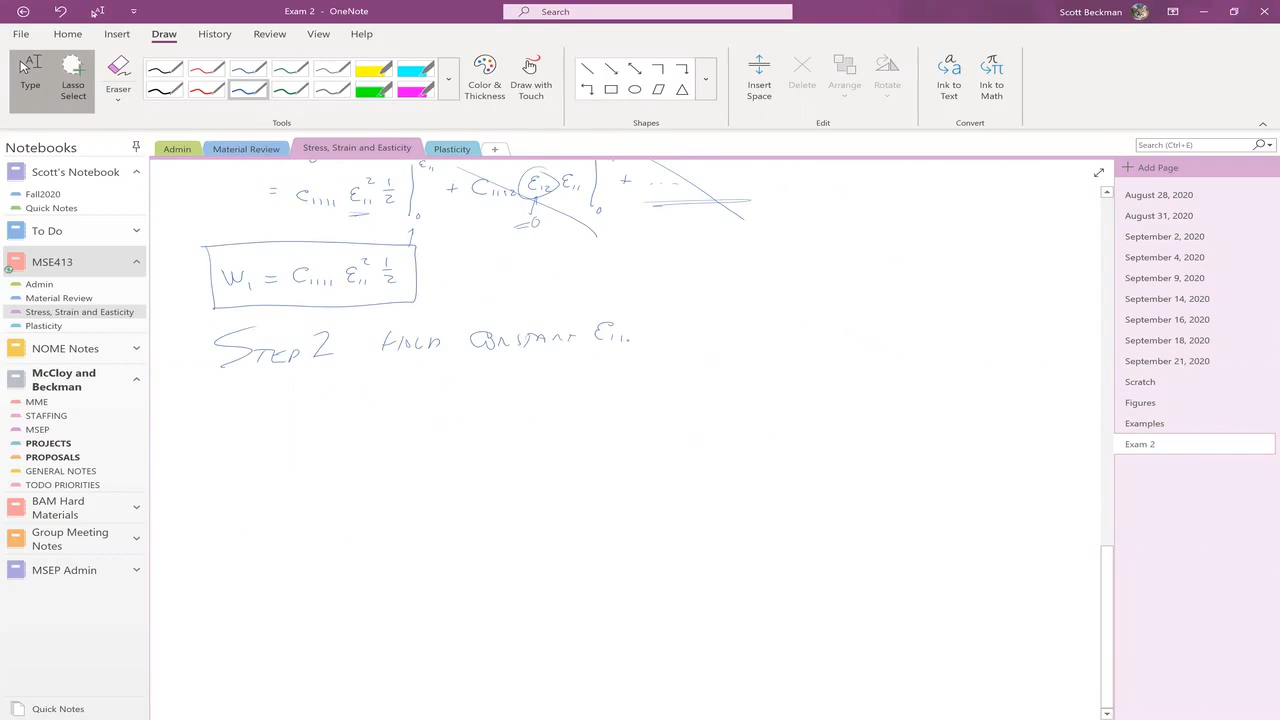 Exam 2 - OneNote
Search
Scott Beckman
File Home Insert Draw History Review View Help
Type
Lasso Select
Eraser
Color & Thickness
Draw with Touch
Insert Space
Delete
Arrange
Rotate
Ink to Text
Ink to Math
Tools
Shapes
Edit
Convert
Notebooks
Admin
Material Review
Stress, Strain and Easticity
Plasticity
Search (Ctrl+E)
Scott's Notebook
Fall2020
Quick Notes
To Do
MSE413
Admin
Material Review
Stress, Strain and Easticity
Plasticity
NOME Notes
McCloy and
Beckman
MME
STAFFING
MSEP
PROJECTS
PROPOSALS
GENERAL NOTES
TODO PRIORITIES
BAM Hard
Materials
Group Meeting
Notes
MSEP Admin
Quick Notes
= C₁₁₁₁ ε₁₁² 1/2 |₀^ε₁₁ + C₁₁₁₂ ε₁₂ ε₁₁ |₀ + ....
=0
W₁ = C₁₁₁₁ ε₁₁² 1/2
STEP 2 HOLD CONSTANT ε₁₁.
Add Page
August 28, 2020
August 31, 2020
September 2, 2020
September 4, 2020
September 9, 2020
September 14, 2020
September 16, 2020
September 18, 2020
September 21, 2020
Scratch
Figures
Examples
Exam 2